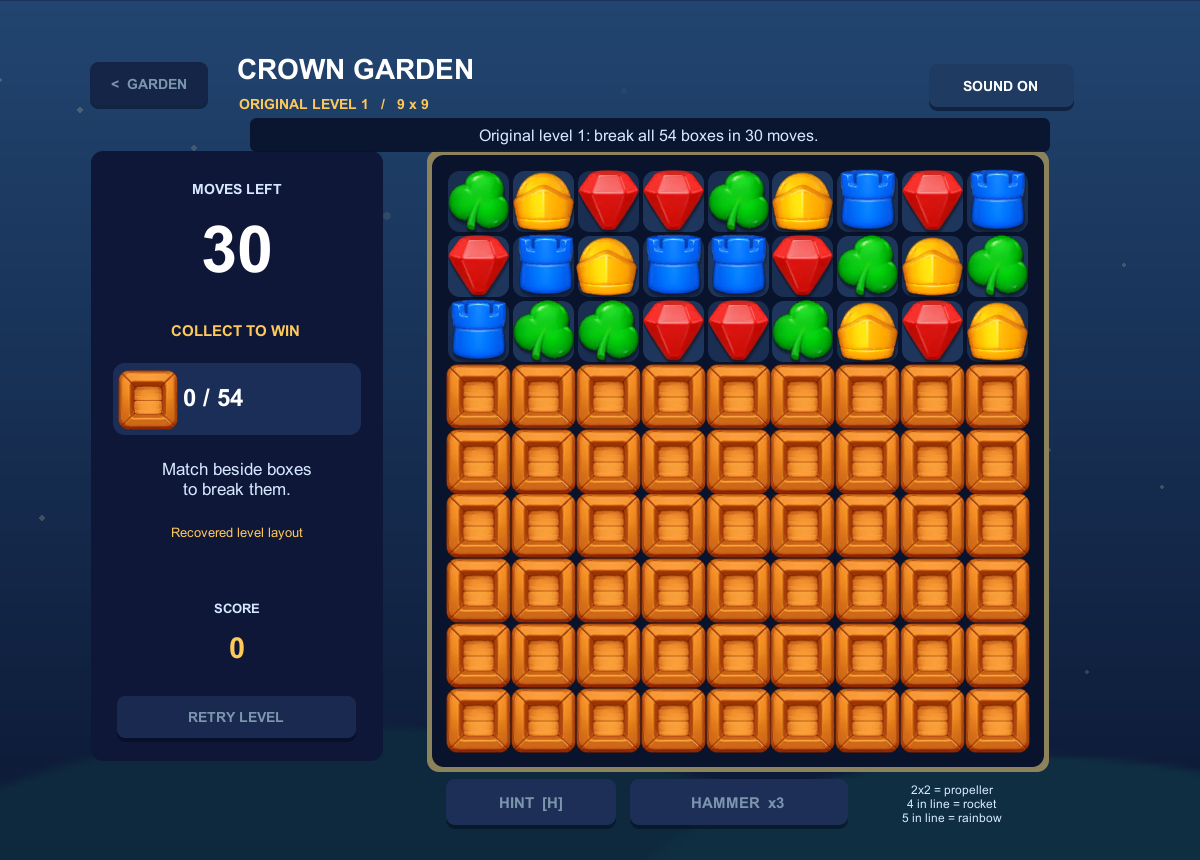 < GARDEN
CROWN GARDEN
ORIGINAL LEVEL 1 / 9 x 9
SOUND ON
Original level 1: break all 54 boxes in 30 moves.
MOVES LEFT
30
COLLECT TO WIN
0 / 54
Match beside boxes
to break them.
Recovered level layout
SCORE
0
RETRY LEVEL
HINT [H]
HAMMER x3
2x2 = propeller
4 in line = rocket
5 in line = rainbow